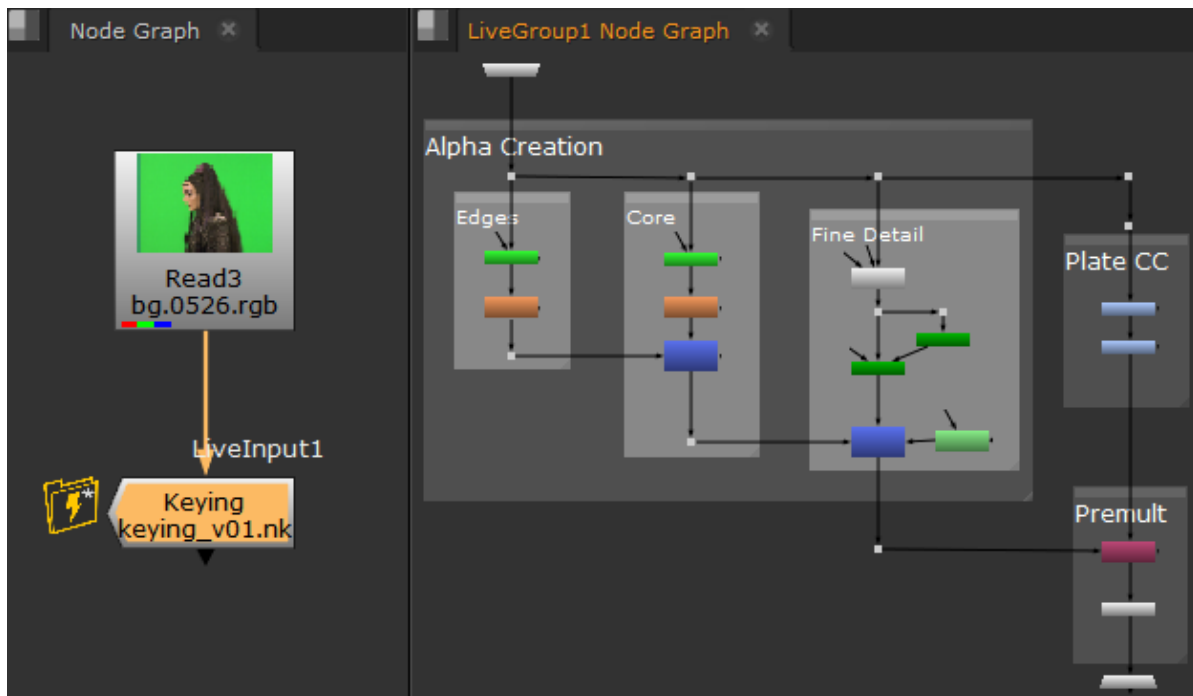 Node Graph
LiveGroup1 Node Graph
Alpha Creation
Edges
Core
Fine Detail
Plate CC
Read3
bg.0526.rgb
LiveInput1
Keying
keying_v01.nk
Premult